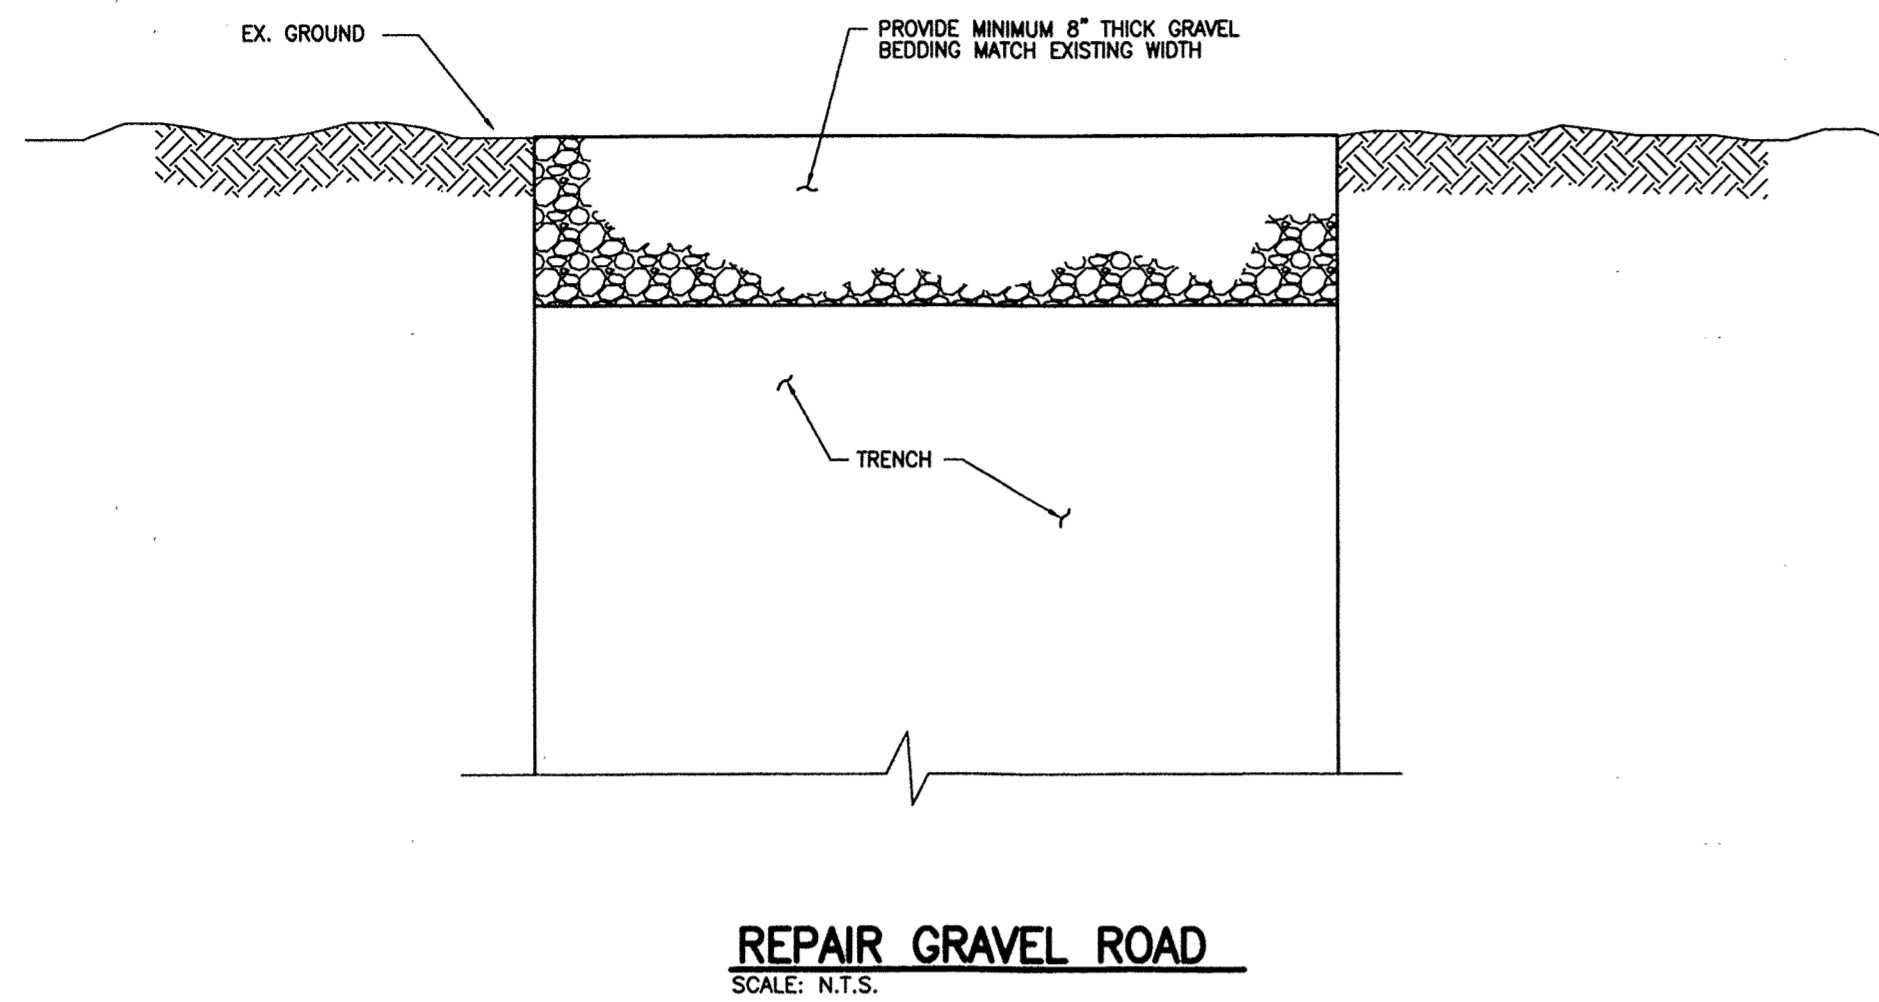 EX. GROUND
PROVIDE MINIMUM 8" THICK GRAVEL
BEDDING MATCH EXISTING WIDTH
TRENCH
REPAIR GRAVEL ROAD
SCALE: N.T.S.